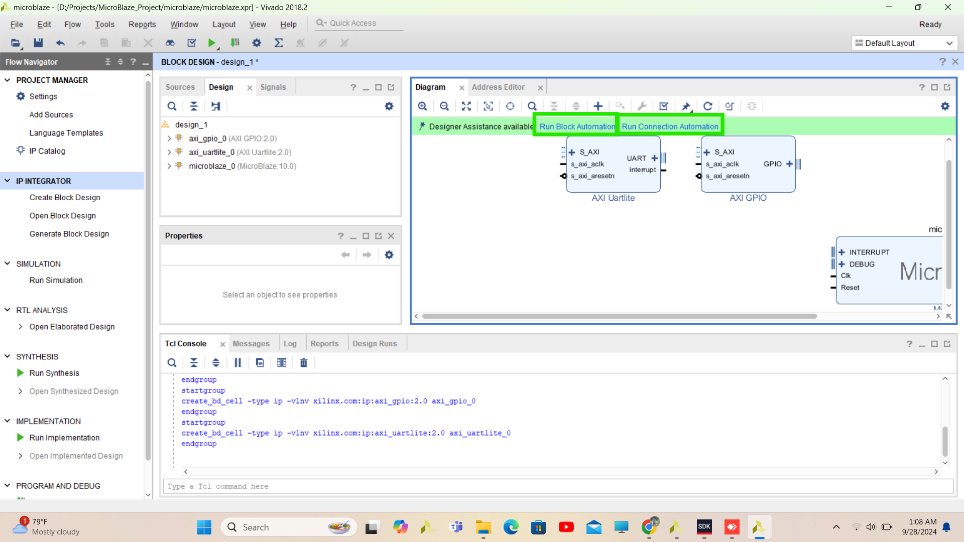 microblaze - [D:/Projects/MicroBlaze_Project/microblaze/microblaze.xpr] - Vivado 2018.2
File Edit Flow Tools Reports Window Layout View Help Quick Access Ready
Default Layout
Flow Navigator
PROJECT MANAGER
Settings
Add Sources
Language Templates
IP Catalog
IP INTEGRATOR
Create Block Design
Open Block Design
Generate Block Design
SIMULATION
Run Simulation
RTL ANALYSIS
Open Elaborated Design
SYNTHESIS
Run Synthesis
Open Synthesized Design
IMPLEMENTATION
Run Implementation
Open Implemented Design
PROGRAM AND DEBUG
BLOCK DESIGN - design_1 *
Sources Design Signals
design_1
axi_gpio_0 (AXI GPIO:2.0)
axi_uartlite_0 (AXI Uartlite:2.0)
microblaze_0 (MicroBlaze:10.0)
Properties
Select an object to see properties
Diagram Address Editor
Designer Assistance available. Run Block Automation Run Connection Automation
S_AXI
s_axi_aclk
s_axi_aresetn
UART
interrupt
AXI Uartlite
S_AXI
s_axi_aclk
s_axi_aresetn
GPIO
AXI GPIO
mic
INTERRUPT
DEBUG
Clk
Reset
Micr
Tcl Console Messages Log Reports Design Runs
endgroup
startgroup
create_bd_cell -type ip -vlnv xilinx.com:ip:axi_gpio:2.0 axi_gpio_0
endgroup
startgroup
create_bd_cell -type ip -vlnv xilinx.com:ip:axi_uartlite:2.0 axi_uartlite_0
endgroup
Type a Tcl command here
1
79°F
Mostly cloudy
Search
SDK
1:08 AM
9/28/2024